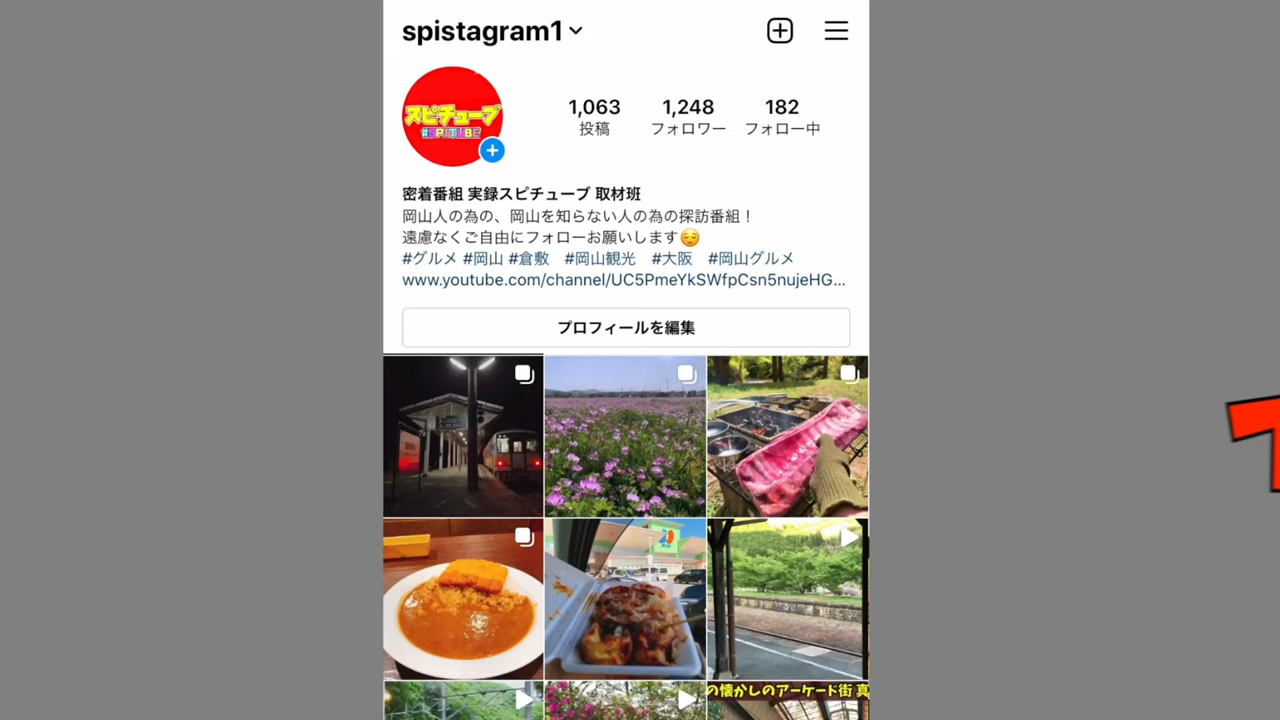 spistagram1
スピチューブ
#SPITUBE
1,063
投稿
1,248
フォロワー
182
フォロー中
密着番組 実録スピチューブ 取材班
岡山人の為の、岡山を知らない人の為の探訪番組！
遠慮なくご自由にフォローお願いします😌
#グルメ #岡山 #倉敷　#岡山観光　#大阪　#岡山グルメ
www.youtube.com/channel/UC5PmeYkSWfpCsn5nujeHG...
プロフィールを編集
の懐かしのアーケード街 真